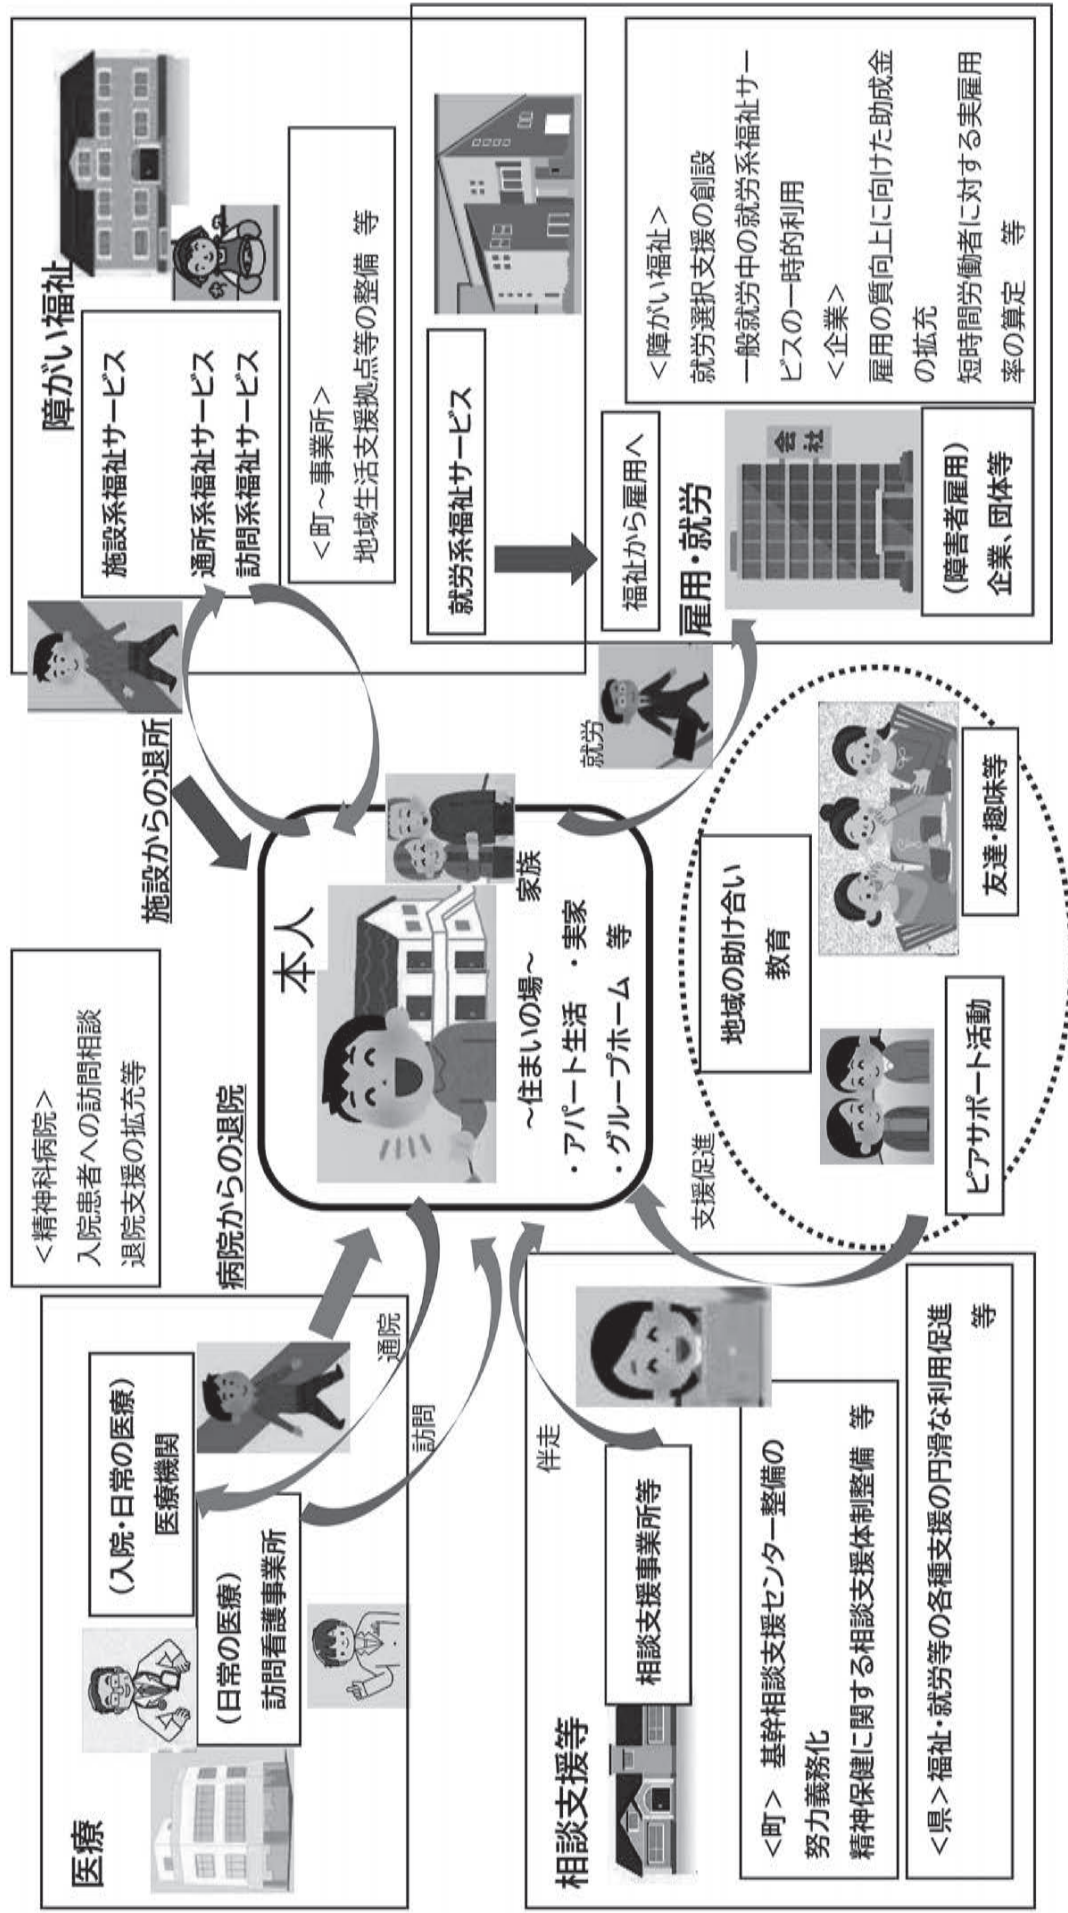 医療
(入院・日常の医療)
医療機関
(日常の医療)
訪問看護事業所
<精神科病院>
入院患者への訪問相談
退院支援の拡充等
病院からの退院
通院
訪問
施設からの退所
障がい福祉
施設系福祉サービス
通所系福祉サービス
訪問系福祉サービス
<町～事業所>
地域生活支援拠点等の整備 等
本人
家族
～住まいの場～
・アパート生活 ・実家
・グループホーム 等
就労系福祉サービス
福祉から雇用へ
就労
雇用・就労
会社
(障害者雇用)
企業、団体等
<障がい福祉>
就労選択支援の創設
一般就労中の就労系福祉サー
ビスの一時的利用
<企業>
雇用の質向上に向けた助成金
の拡充
短時間労働者に対する実雇用
率の算定 等
相談支援等
相談支援事業所等
伴走
<町> 基幹相談支援センター整備の
努力義務化
精神保健に関する相談支援体制整備 等
<県>福祉・就労等の各種支援の円滑な利用促進
等
支援促進
地域の助け合い
教育
ピアサポート活動
友達・趣味等